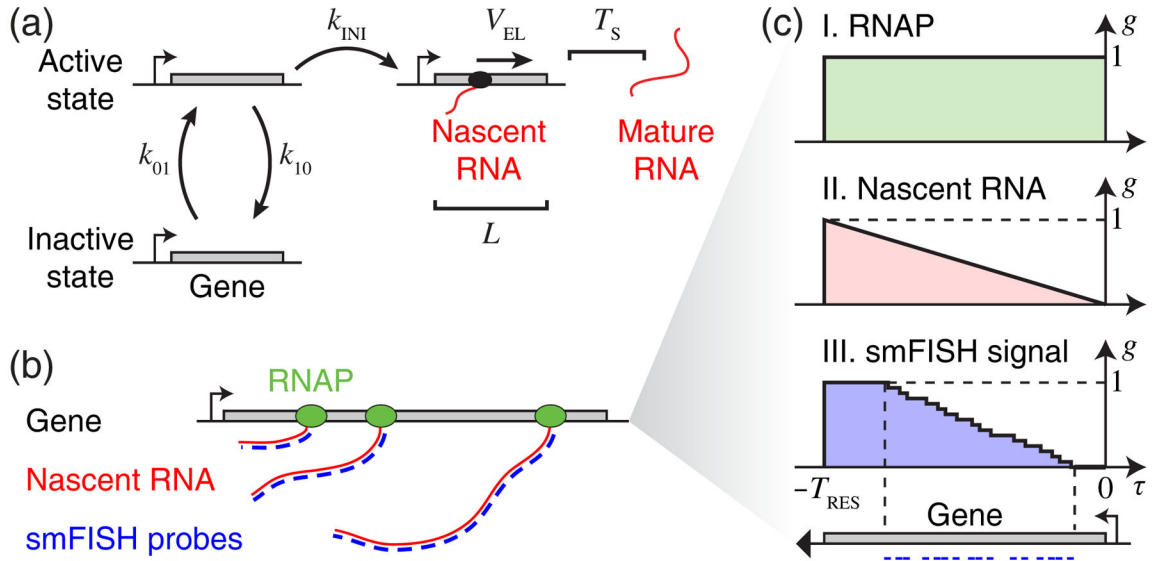 (a)
Active
state
k_INI
V_EL
T_S
Nascent
RNA
Mature
RNA
k_01
k_10
L
Inactive
state
Gene
(b)
RNAP
Gene
Nascent RNA
smFISH probes
(c)
I. RNAP
g
1
II. Nascent RNA
g
1
III. smFISH signal
g
1
−T_RES
0
τ
Gene